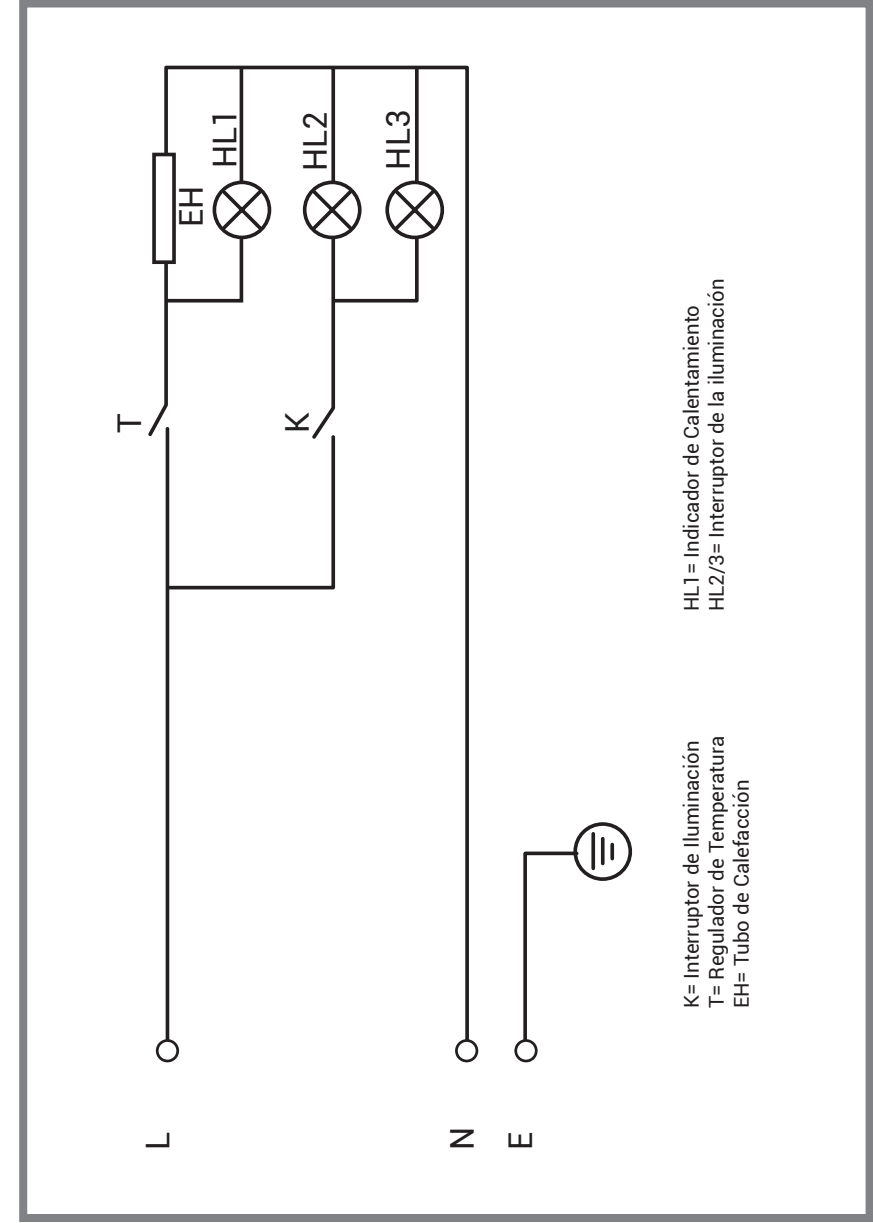 T
EH
HL1
K
HL2
HL3
L
N
E
K= Interruptor de Iluminación
T= Regulador de Temperatura
EH= Tubo de Calefacción
HL1= Indicador de Calentamiento
HL2/3= Interruptor de la iluminación